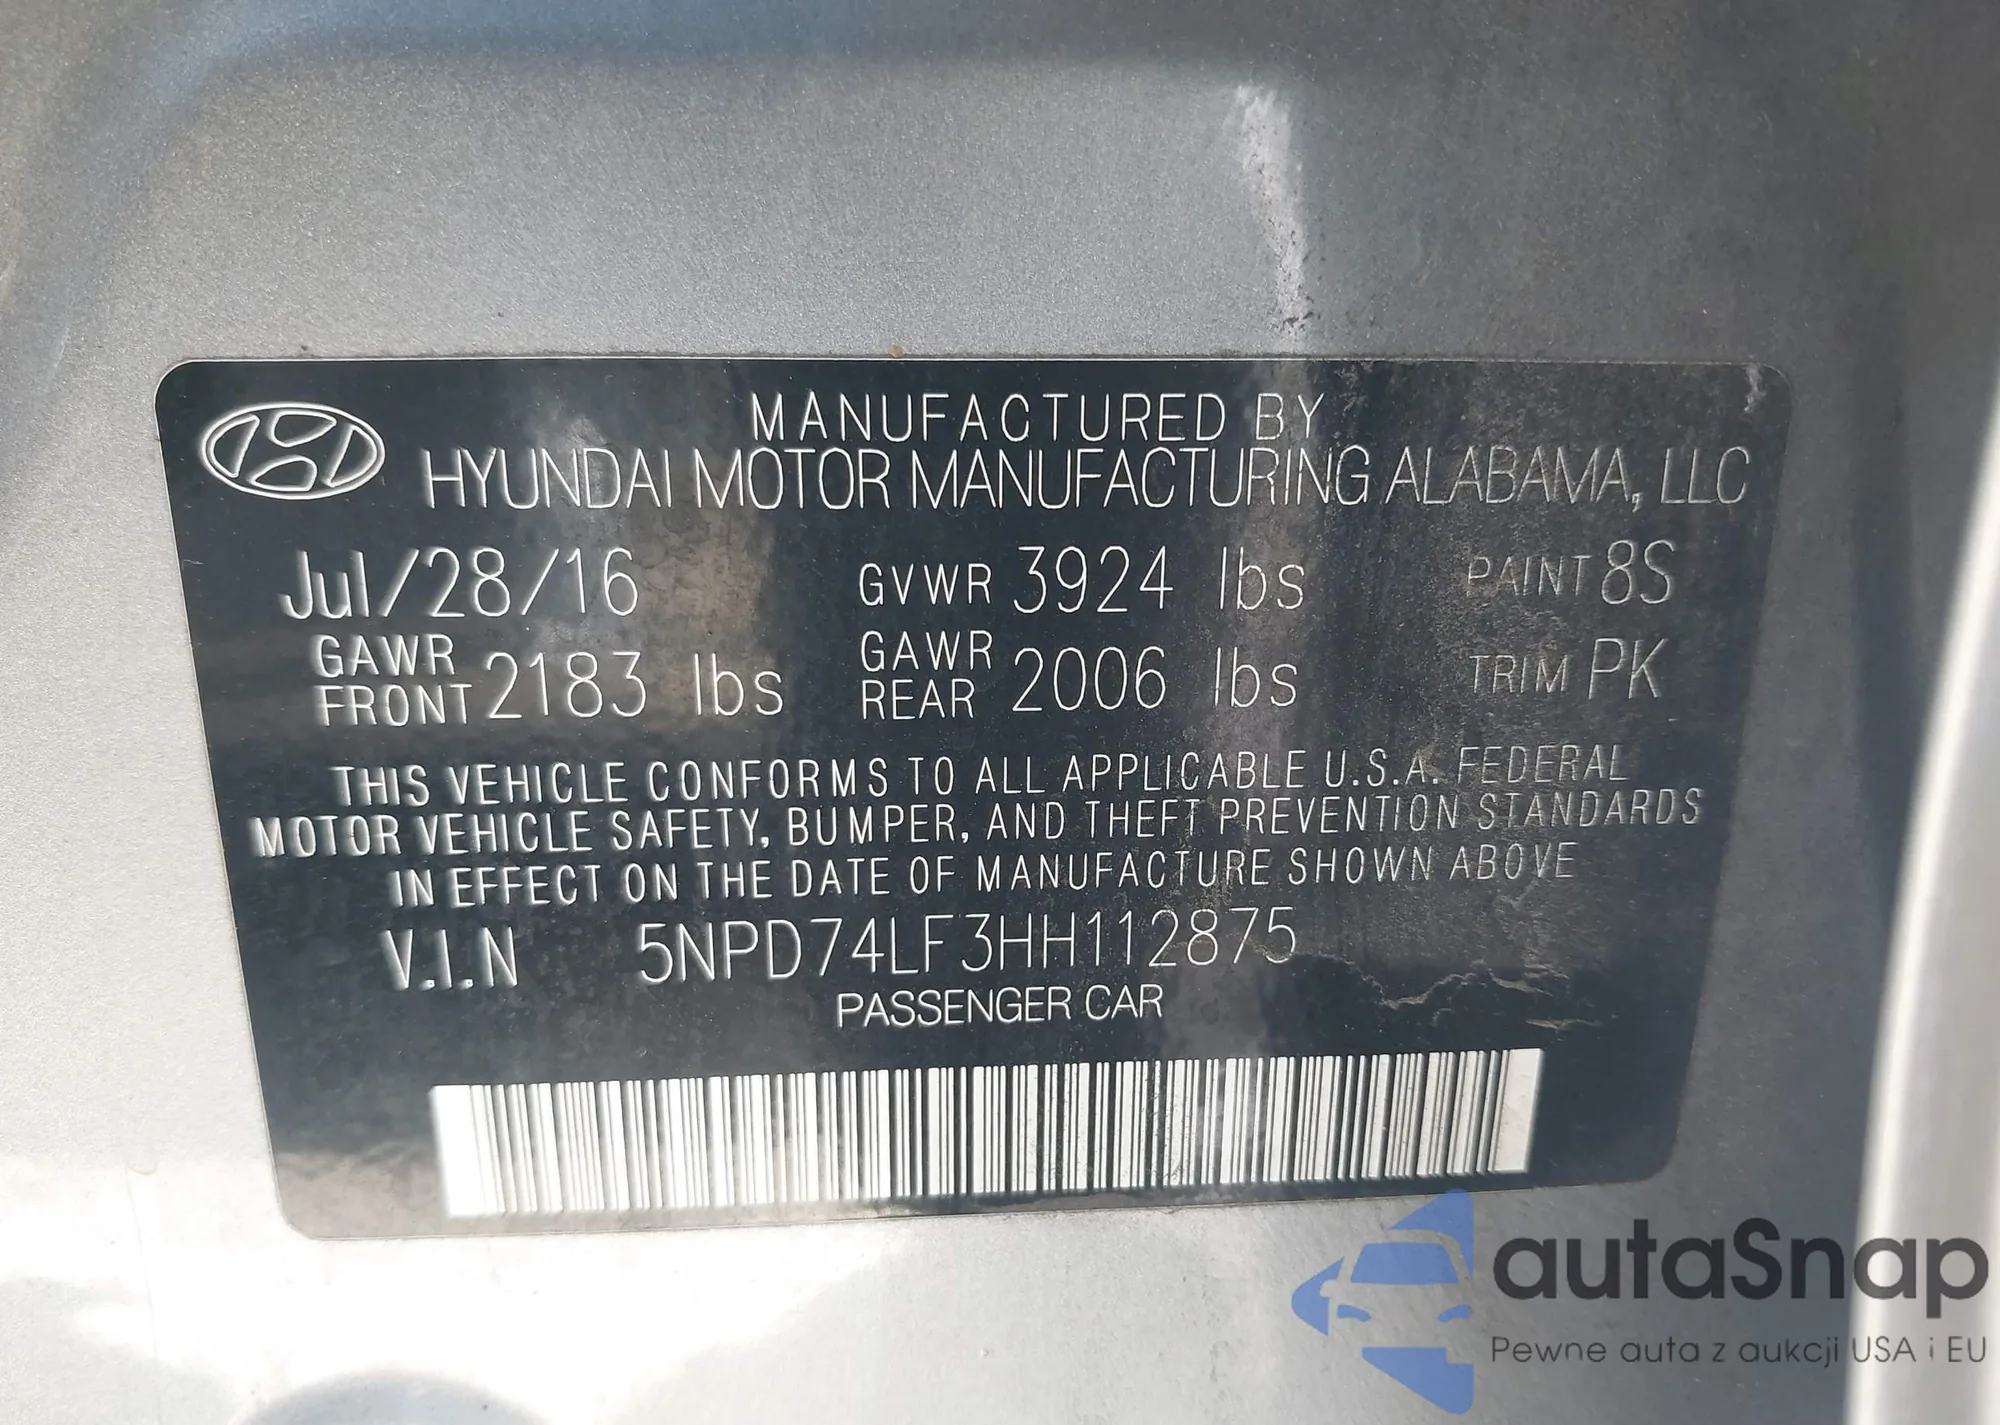 MANUFACTURED BY
HYUNDAI MOTOR MANUFACTURING ALABAMA, LLC
Jul/28/16 GVWR 3924 lbs PAINT 8S
GAWR FRONT 2183 lbs GAWR REAR 2006 lbs TRIM PK
THIS VEHICLE CONFORMS TO ALL APPLICABLE U.S.A. FEDERAL
MOTOR VEHICLE SAFETY, BUMPER, AND THEFT PREVENTION STANDARDS
IN EFFECT ON THE DATE OF MANUFACTURE SHOWN ABOVE
V.I.N 5NPD74LF3HH112875
PASSENGER CAR
autaSnap
Pewne auta z aukcji USA i EU